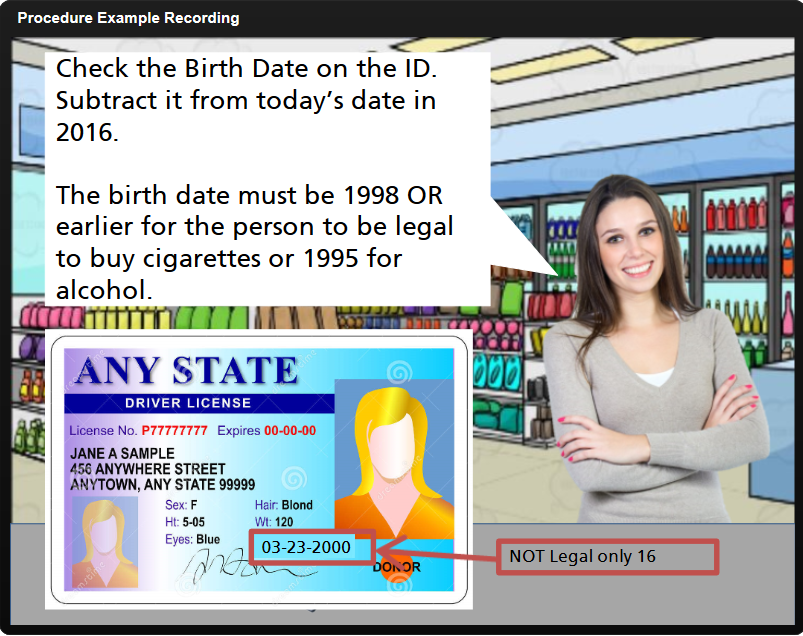 Procedure Example Recording
Check the Birth Date on the ID.
Subtract it from today's date in
2016.
The birth date must be 1998 OR
earlier for the person to be legal
to buy cigarettes or 1995 for
alcohol.
ANY STATE
DRIVER LICENSE
License No. P77777777 Expires 00-00-00
JANE A SAMPLE
456 ANYWHERE STREET
ANYTOWN, ANY STATE 99999
Sex: F Hair: Blond
Ht: 5-05 Wt: 120
Eyes: Blue
03-23-2000
DONOR
NOT Legal only 16